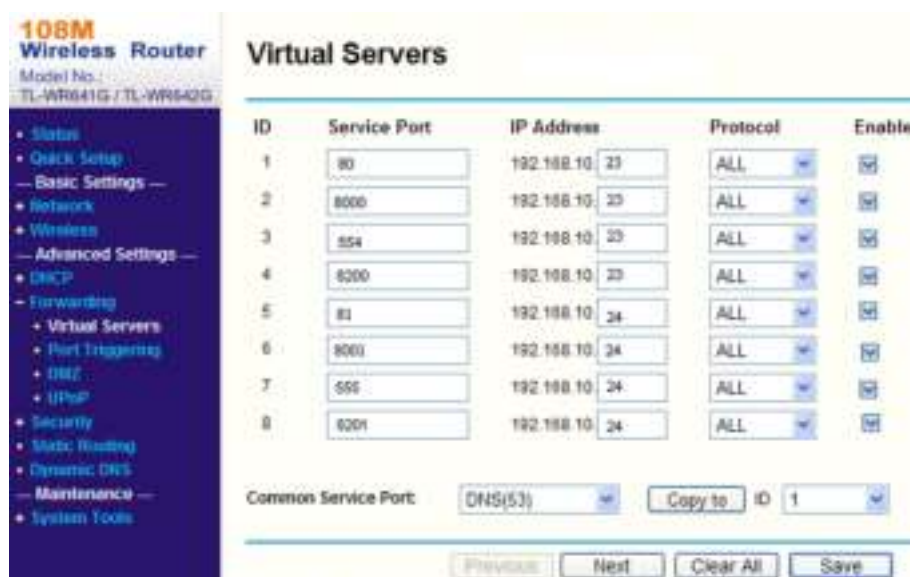 108M
Wireless Router
Model No.:
TL-WR641G / TL-WR642G
Virtual Servers
• Status
• Quick Setup
— Basic Settings —
• Network
• Wireless
— Advanced Settings —
• DHCP
– Forwarding
• Virtual Servers
• Port Triggering
• DMZ
• UPnP
• Security
• Static Routing
• Dynamic DNS
— Maintenance —
• System Tools
ID Service Port IP Address Protocol Enable
1 80 192.168.10. 23 ALL
2 8000 192.168.10. 23 ALL
3 554 192.168.10. 23 ALL
4 8200 192.168.10. 23 ALL
5 81 192.168.10. 24 ALL
6 8001 192.168.10. 24 ALL
7 555 192.168.10. 24 ALL
8 8201 192.168.10. 24 ALL
Common Service Port: DNS(53) Copy to ID 1
Previous Next Clear All Save